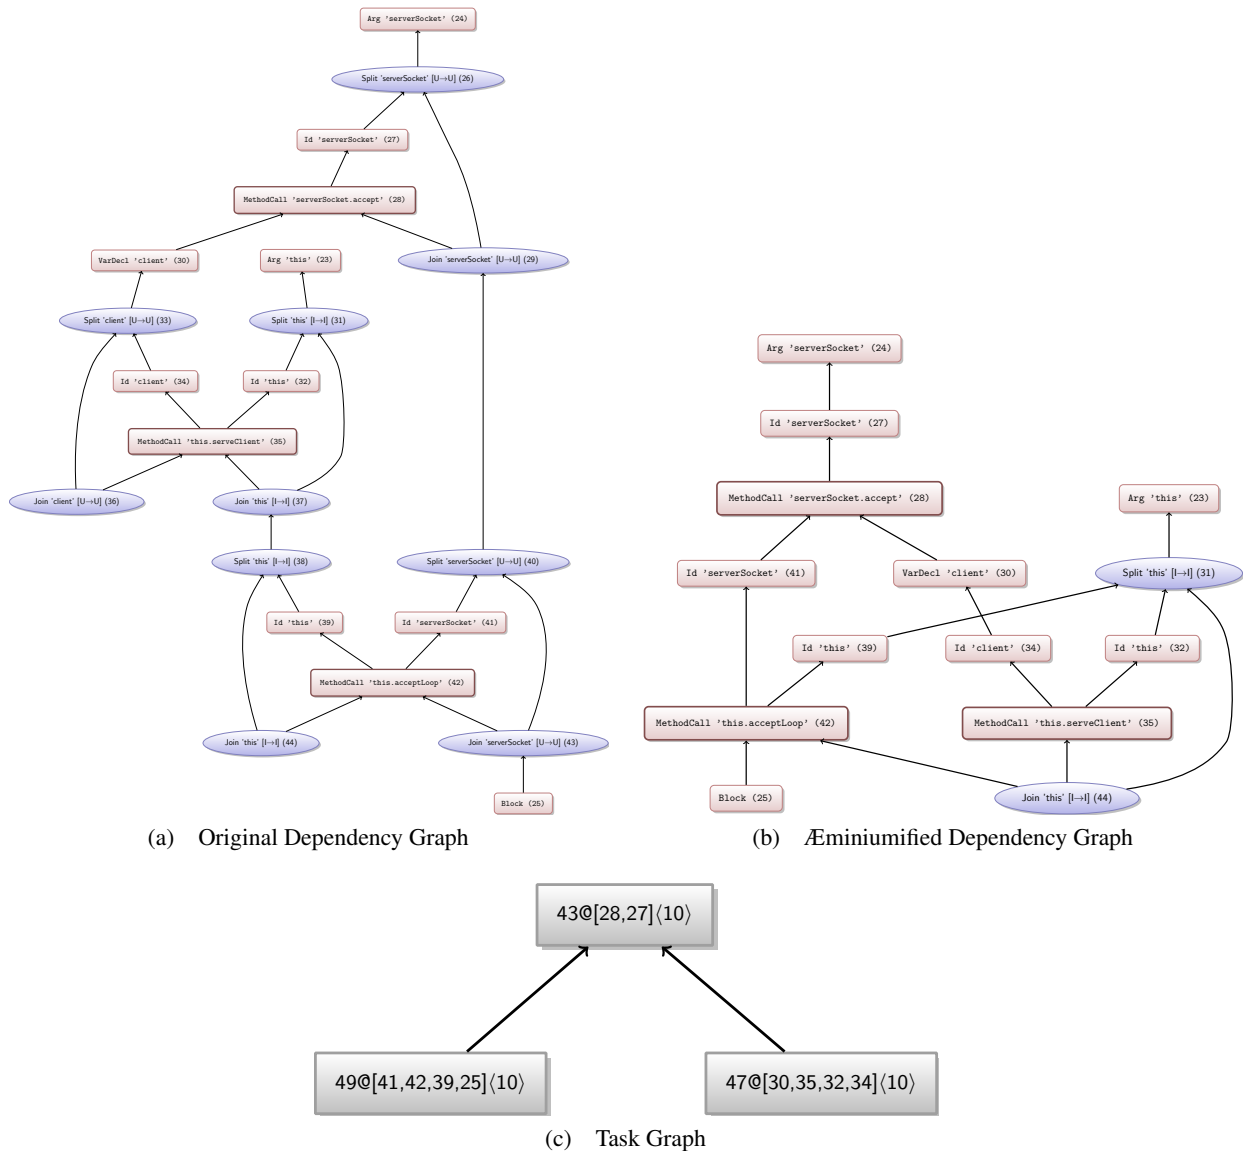 Arg 'serverSocket' (24)
Split 'serverSocket' [U→U] (26)
Id 'serverSocket' (27)
MethodCall 'serverSocket.accept' (28)
VarDecl 'client' (30)
Arg 'this' (23)
Join 'serverSocket' [U→U] (29)
Split 'client' [U→U] (33)
Split 'this' [I→I] (31)
Id 'client' (34)
Id 'this' (32)
MethodCall 'this.serveClient' (35)
Join 'client' [U→U] (36)
Join 'this' [I→I] (37)
Split 'this' [I→I] (38)
Split 'serverSocket' [U→U] (40)
Id 'this' (39)
Id 'serverSocket' (41)
MethodCall 'this.acceptLoop' (42)
Join 'this' [I→I] (44)
Join 'serverSocket' [U→U] (43)
Block (25)
(a) Original Dependency Graph
Arg 'serverSocket' (24)
Id 'serverSocket' (27)
MethodCall 'serverSocket.accept' (28)
Arg 'this' (23)
Id 'serverSocket' (41)
VarDecl 'client' (30)
Split 'this' [I→I] (31)
Id 'this' (39)
Id 'client' (34)
Id 'this' (32)
MethodCall 'this.acceptLoop' (42)
MethodCall 'this.serveClient' (35)
Block (25)
Join 'this' [I→I] (44)
(b) Æminiumified Dependency Graph
43@[28,27]⟨10⟩
49@[41,42,39,25]⟨10⟩
47@[30,35,32,34]⟨10⟩
(c) Task Graph